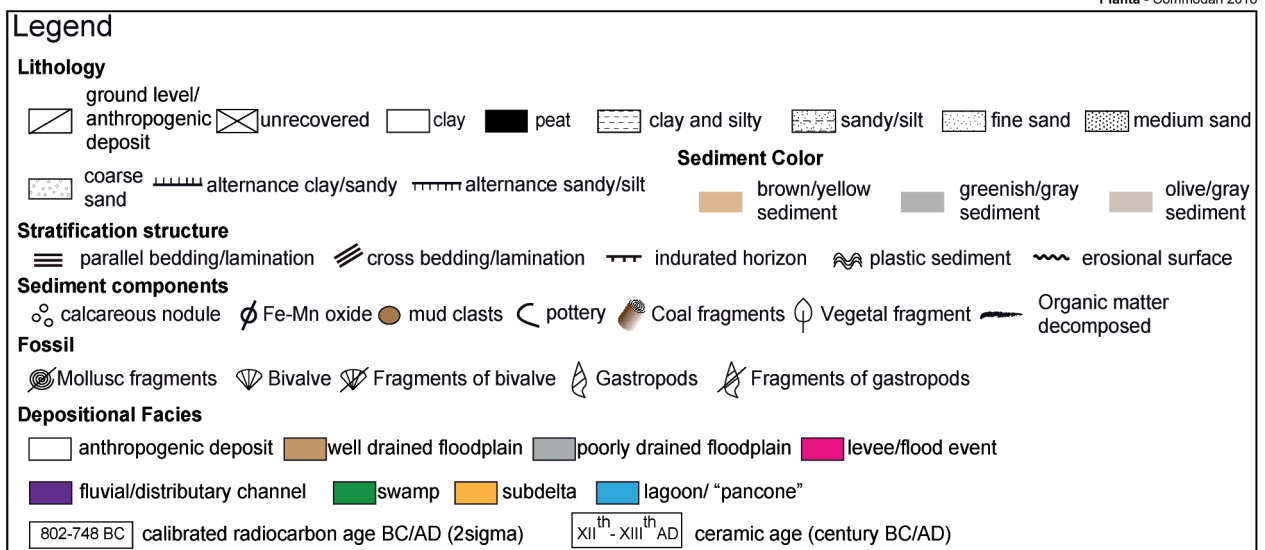 Planta - Commodari 2018
Legend
Lithology
ground level/
anthropogenic
deposit
unrecovered
clay
peat
clay and silty
sandy/silt
fine sand
medium sand
coarse
sand
alternance clay/sandy
alternance sandy/silt
Sediment Color
brown/yellow
sediment
greenish/gray
sediment
olive/gray
sediment
Stratification structure
parallel bedding/lamination
cross bedding/lamination
indurated horizon
plastic sediment
erosional surface
Sediment components
calcareous nodule
Fe-Mn oxide
mud clasts
pottery
Coal fragments
Vegetal fragment
Organic matter
decomposed
Fossil
Mollusc fragments
Bivalve
Fragments of bivalve
Gastropods
Fragments of gastropods
Depositional Facies
anthropogenic deposit
well drained floodplain
poorly drained floodplain
levee/flood event
fluvial/distributary channel
swamp
subdelta
lagoon/ “pancone”
802-748 BC
calibrated radiocarbon age BC/AD (2sigma)
XIIth - XIIIth AD
ceramic age (century BC/AD)